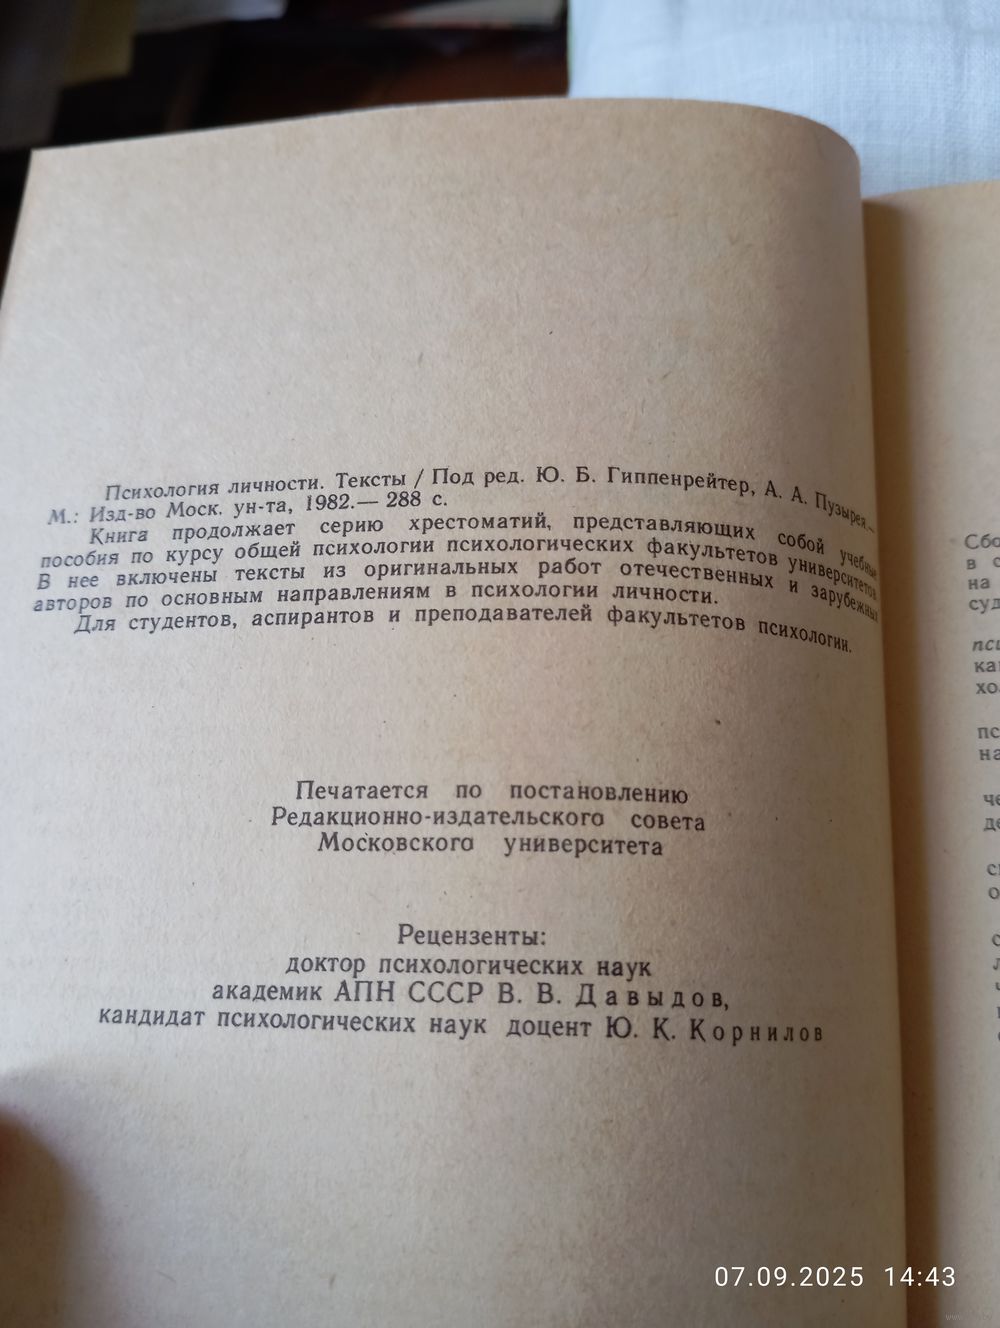 Психология личности. Тексты / Под ред. Ю. Б. Гиппенрейтер, А. А. Пузырея.—
М.: Изд-во Моск. ун-та, 1982.— 288 с.
Книга продолжает серию хрестоматий, представляющих собой учебные
пособия по курсу общей психологии психологических факультетов университетов.
В нее включены тексты из оригинальных работ отечественных и зарубежных
авторов по основным направлениям в психологии личности.
Для студентов, аспирантов и преподавателей факультетов психологии.
Печатается по постановлению
Редакционно-издательского совета
Московского университета
Рецензенты:
доктор психологических наук
академик АПН СССР В. В. Давыдов,
кандидат психологических наук доцент Ю. К. Корнилов
07.09.2025 14:43